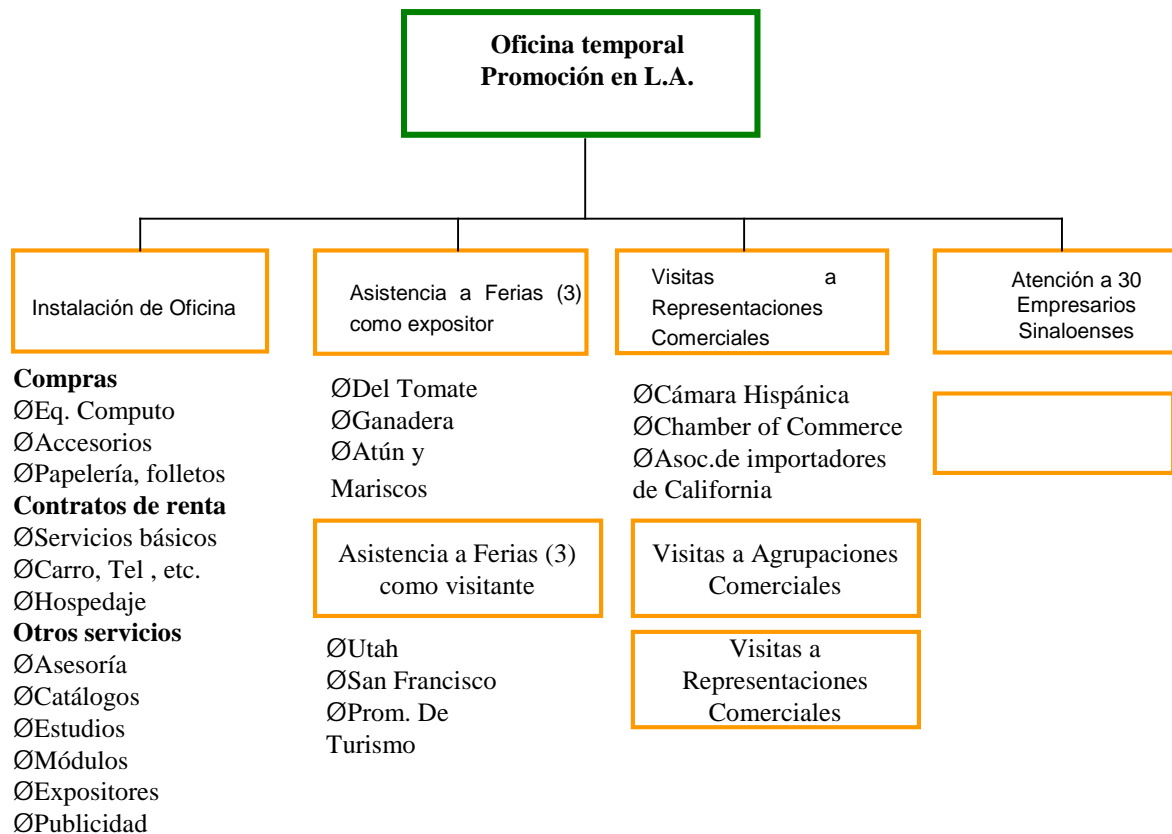 Oficina temporal
Promoción en L.A.
Instalación de Oficina
Compras
ØEq. Computo
ØAccesorios
ØPapelería, folletos
Contratos de renta
ØServicios básicos
ØCarro, Tel , etc.
ØHospedaje
Otros servicios
ØAsesoría
ØCatálogos
ØEstudios
ØMódulos
ØExpositores
ØPublicidad
Asistencia a Ferias (3)
como expositor
ØDel Tomate
ØGanadera
ØAtún y
Mariscos
Asistencia a Ferias (3)
como visitante
ØUtah
ØSan Francisco
ØProm. De
Turismo
Visitas a
Representaciones
Comerciales
ØCámara Hispánica
ØChamber of Commerce
ØAsoc.de importadores
de California
Visitas a Agrupaciones
Comerciales
Visitas a
Representaciones
Comerciales
Atención a 30
Empresarios
Sinaloenses